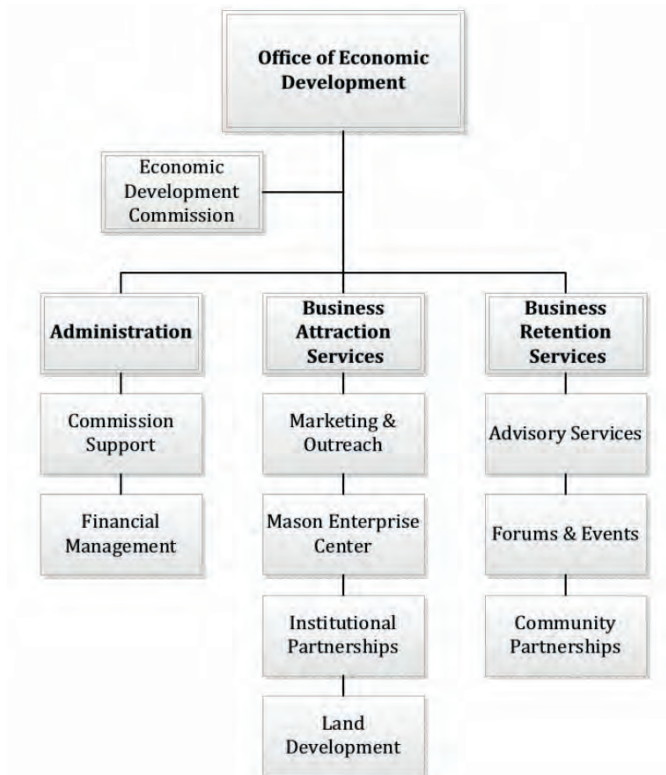 Office of Economic
Development
Economic
Development
Commission
Administration
Business
Attraction
Services
Business
Retention
Services
Commission
Support
Marketing &
Outreach
Advisory Services
Financial
Management
Mason Enterprise
Center
Forums & Events
Institutional
Partnerships
Community
Partnerships
Land
Development